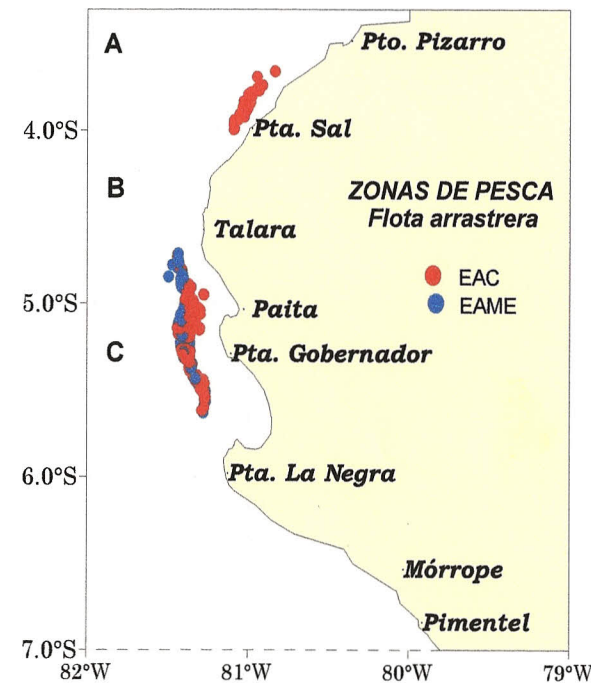 A
Pto. Pizarro
4.0°S
Pta. Sal
B
ZONAS DE PESCA
Flota arrastrera
Talara
EAC
5.0°S
Paita
EAME
C
Pta. Gobernador
6.0°S
Pta. La Negra
Mórrope
Pimentel
7.0°S
82°W
81°W
80°W
79°W